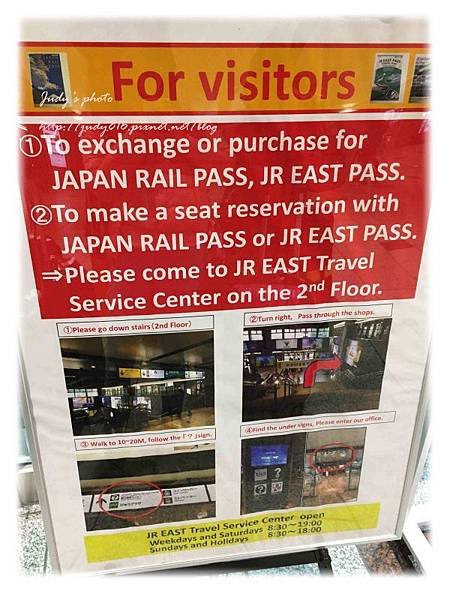 For visitors
JR EAST PASS
Judy's photo
http://judy016.pixnet.net/blog
①To exchange or purchase for
JAPAN RAIL PASS, JR EAST PASS.
②To make a seat reservation with
JAPAN RAIL PASS or JR EAST PASS.
⇒Please come to JR EAST Travel
Service Center on the 2nd Floor.
①Please go down stairs(2nd Floor)
②Turn right, Pass through the shops.
③ Walk to 10~20M, follow the「?」sign.
④Find the under signs, Please enter our office.
JR EAST Travel Service Center open
Weekdays and Saturdays 8:30～19:00
Sundays and Holidays 8:30～18:00